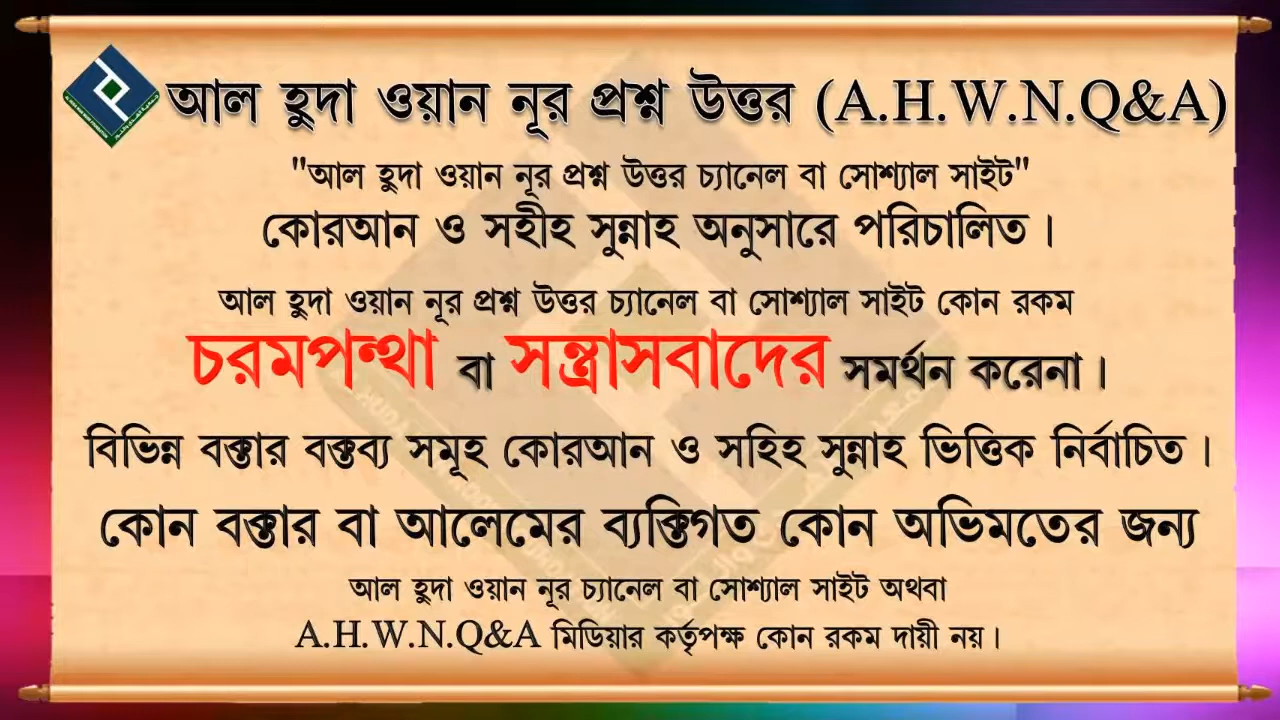 আল হুদা ওয়ান নূর প্রশ্ন উত্তর (A.H.W.N.Q&A)
"আল হুদা ওয়ান নূর প্রশ্ন উত্তর চ্যানেল বা সোশ্যাল সাইট"
কোরআন ও সহীহ সুন্নাহ অনুসারে পরিচালিত।
আল হুদা ওয়ান নূর প্রশ্ন উত্তর চ্যানেল বা সোশ্যাল সাইট কোন রকম
চরমপন্থা বা সন্ত্রাসবাদের সমর্থন করেনা।
বিভিন্ন বক্তার বক্তব্য সমূহ কোরআন ও সহিহ সুন্নাহ ভিত্তিক নির্বাচিত।
কোন বক্তার বা আলেমের ব্যক্তিগত কোন অভিমতের জন্য
আল হুদা ওয়ান নূর চ্যানেল বা সোশ্যাল সাইট অথবা
A.H.W.N.Q&A মিডিয়ার কর্তৃপক্ষ কোন রকম দায়ী নয়।